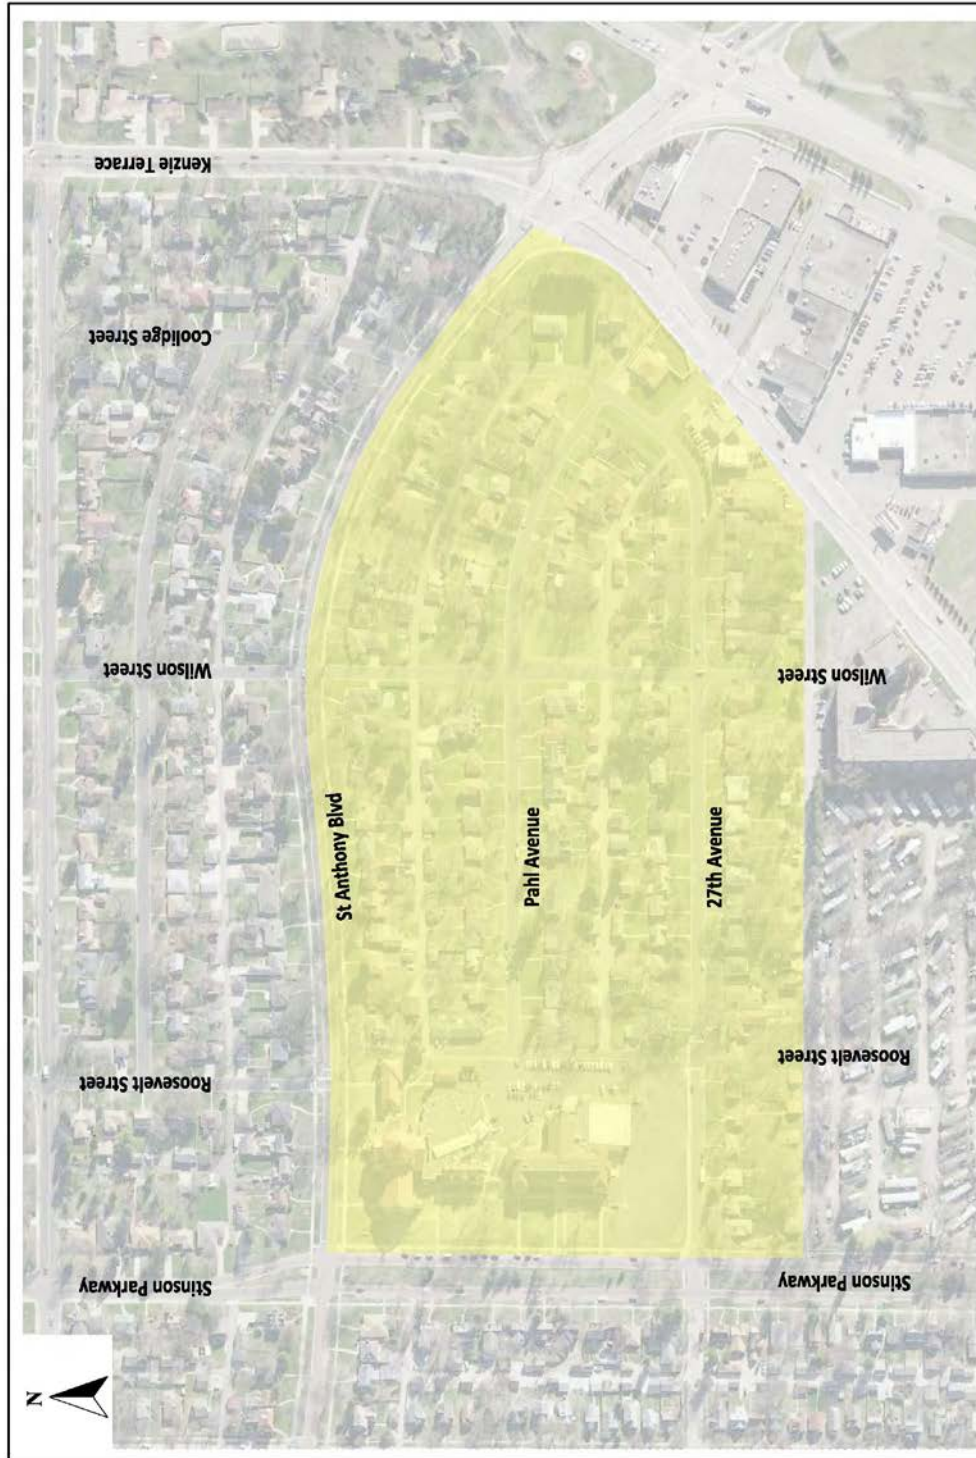 N
Stinson Parkway
Roosevelt Street
Wilson Street
Coolidge Street
Kenzie Terrace
St Anthony Blvd
Pahl Avenue
27th Avenue
Stinson Parkway
Roosevelt Street
Wilson Street